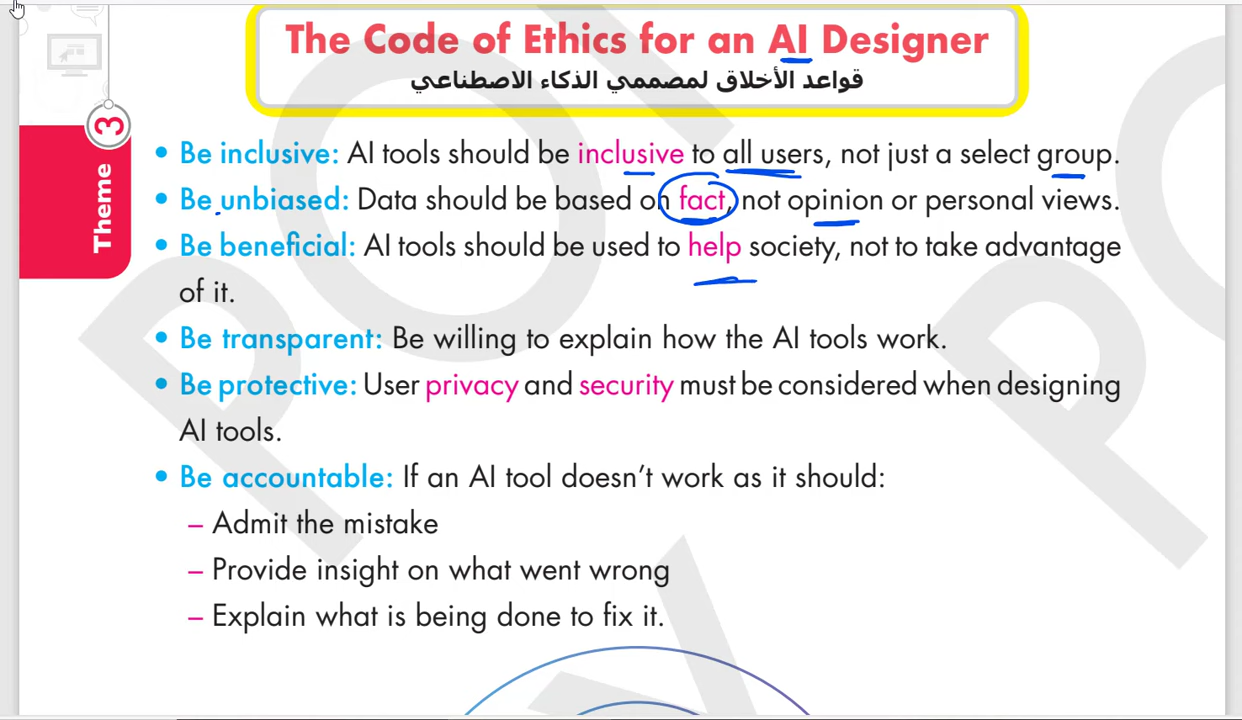 The Code of Ethics for an AI Designer
قواعد الأخلاق لمصممي الذكاء الاصطناعي
3
Theme
• Be inclusive: AI tools should be inclusive to all users, not just a select group.
• Be unbiased: Data should be based on fact, not opinion or personal views.
• Be beneficial: AI tools should be used to help society, not to take advantage
of it.
• Be transparent: Be willing to explain how the AI tools work.
• Be protective: User privacy and security must be considered when designing
AI tools.
• Be accountable: If an AI tool doesn't work as it should:
– Admit the mistake
– Provide insight on what went wrong
– Explain what is being done to fix it.